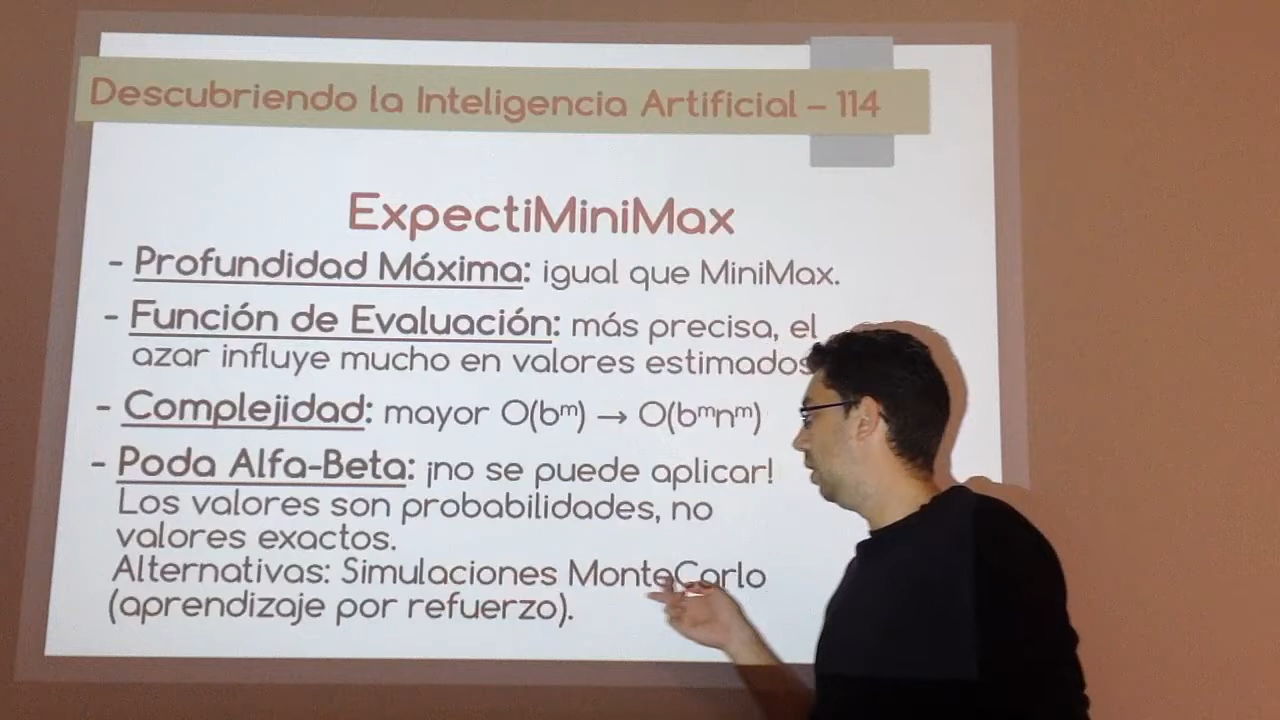 Descubriendo la Inteligencia Artificial – 114
ExpectiMiniMax
- Profundidad Máxima: igual que MiniMax.
- Función de Evaluación: más precisa, el
azar influye mucho en valores estimados
- Complejidad: mayor O(bᵐ) → O(bᵐnᵐ)
- Poda Alfa-Beta: ¡no se puede aplicar!
Los valores son probabilidades, no
valores exactos.
Alternativas: Simulaciones MonteCarlo
(aprendizaje por refuerzo).